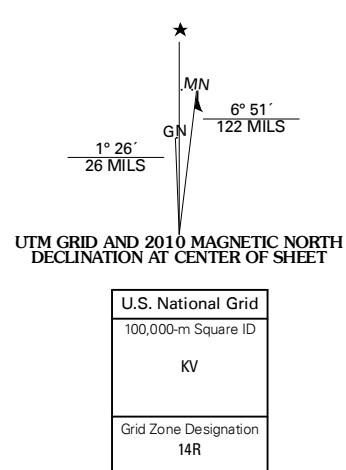 ★
MN
GN
6° 51´
122 MILS
1° 26´
26 MILS
UTM GRID AND 2010 MAGNETIC NORTH
DECLINATION AT CENTER OF SHEET
U.S. National Grid
100,000-m Square ID
KV
Grid Zone Designation
14R